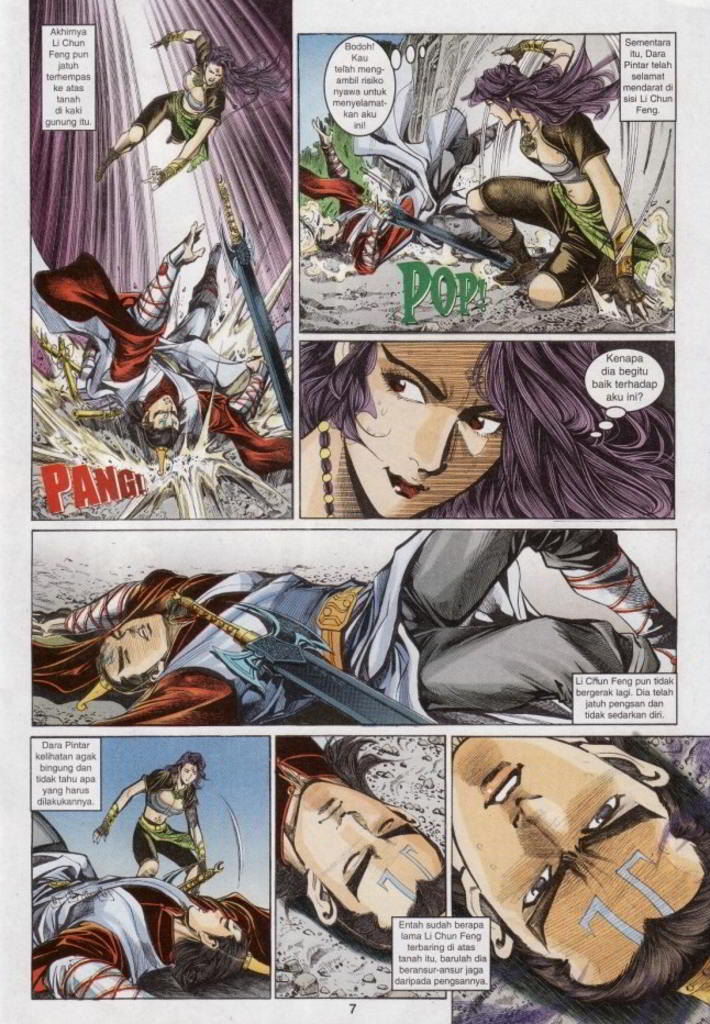 Akhirnya
Li Chun
Feng pun
jatuh
terhempas
ke atas
tanah
di kaki
gunung itu.
PANG!
Bodoh!
Kau
telah meng-
ambil risiko
nyawa untuk
menyelamat-
kan aku
ini!
Sementara
itu, Dara
Pintar telah
selamat
mendarat di
sisi Li Chun
Feng.
POP!
Kenapa
dia begitu
baik terhadap
aku ini?
Li Chun Feng pun tidak
bergerak lagi. Dia telah
jatuh pengsan dan
tidak sedarkan diri.
Dara Pintar
kelihatan agak
bingung dan
tidak tahu apa
yang harus
dilakukannya.
Entah sudah berapa
lama Li Chun Feng
terbaring di atas
tanah itu, barulah dia
beransur-ansur jaga
daripada pengsannya.
7